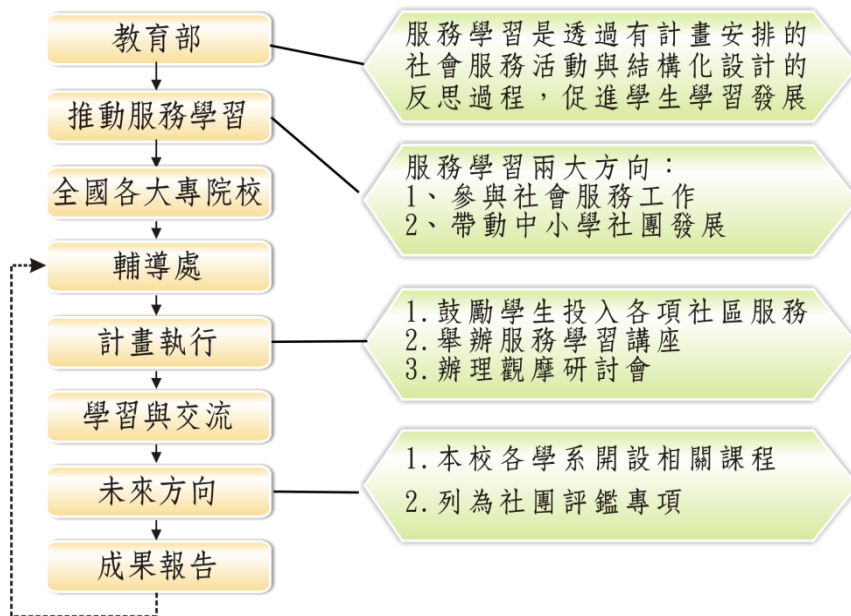 教育部
服務學習是透過有計畫安排的
社會服務活動與結構化設計的
反思過程，促進學生學習發展
推動服務學習
服務學習兩大方向：
1、參與社會服務工作
2、帶動中小學社團發展
全國各大專院校
輔導處
計畫執行
1.鼓勵學生投入各項社區服務
2.舉辦服務學習講座
3.辦理觀摩研討會
學習與交流
未來方向
1.本校各學系開設相關課程
2.列為社團評鑑專項
成果報告